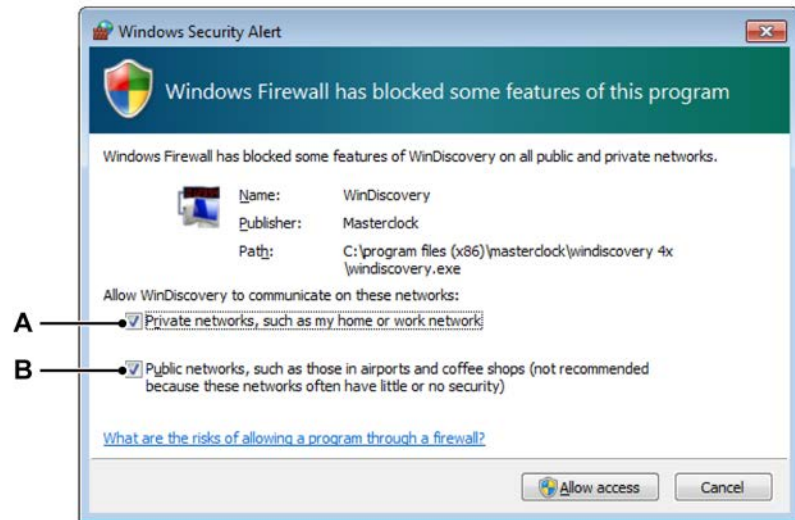 Windows Security Alert
Windows Firewall has blocked some features of this program
Windows Firewall has blocked some features of WinDiscovery on all public and private networks.
Name: WinDiscovery
Publisher: Masterclock
Path: C:\program files (x86)\masterclock\windiscovery 4x
\windiscovery.exe
Allow WinDiscovery to communicate on these networks:
A Private networks, such as my home or work network
B Public networks, such as those in airports and coffee shops (not recommended
because these networks often have little or no security)
What are the risks of allowing a program through a firewall?
Allow access Cancel